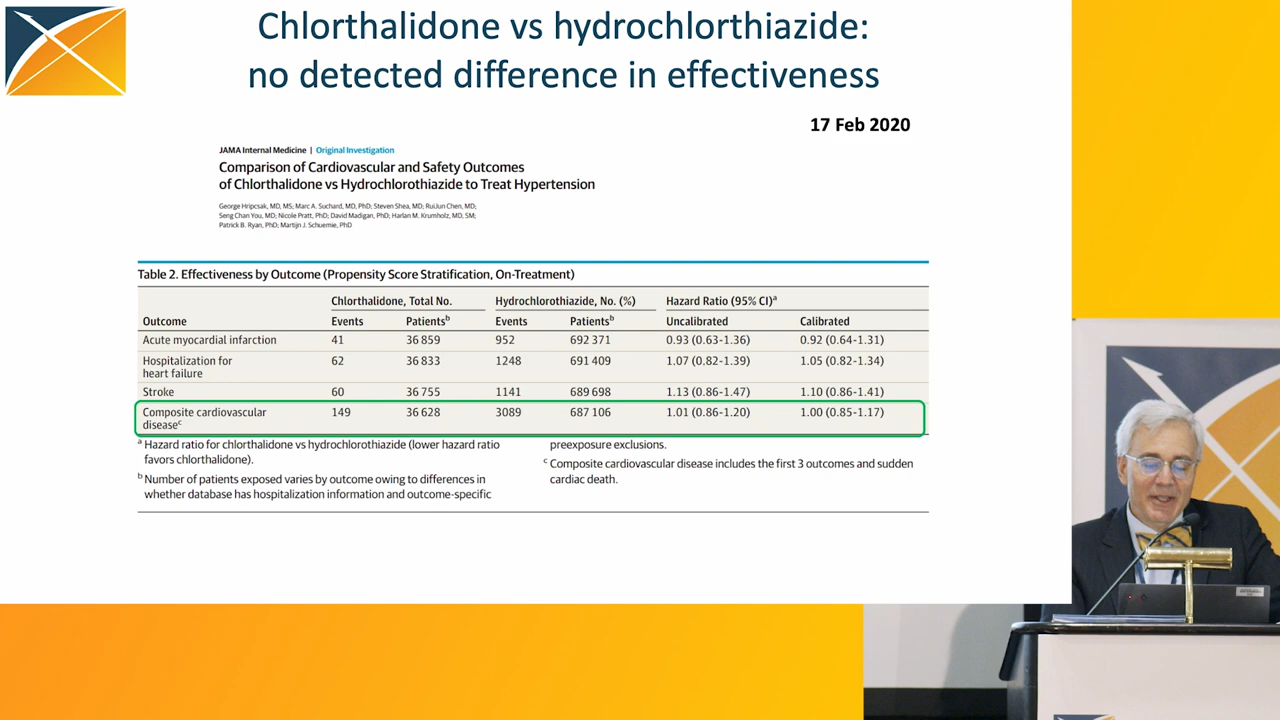 Chlorthalidone vs hydrochlorthiazide:
no detected difference in effectiveness
17 Feb 2020
JAMA Internal Medicine | Original Investigation
Comparison of Cardiovascular and Safety Outcomes
of Chlorthalidone vs Hydrochlorothiazide to Treat Hypertension
George Hripcsak, MD, MS; Marc A. Suchard, MD, PhD; Steven Shea, MD; RuiJun Chen, MD;
Seng Chan You, MD; Nicole Pratt, PhD; David Madigan, PhD; Harlan M. Krumholz, MD, SM;
Patrick B. Ryan, PhD; Martijn J. Schuemie, PhD
Table 2. Effectiveness by Outcome (Propensity Score Stratification, On-Treatment)
Chlorthalidone, Total No. Hydrochlorothiazide, No. (%) Hazard Ratio (95% CI)a
Outcome Events Patientsb Events Patientsb Uncalibrated Calibrated
Acute myocardial infarction 41 36 859 952 692 371 0.93 (0.63-1.36) 0.92 (0.64-1.31)
Hospitalization for 62 36 833 1248 691 409 1.07 (0.82-1.39) 1.05 (0.82-1.34)
heart failure
Stroke 60 36 755 1141 689 698 1.13 (0.86-1.47) 1.10 (0.86-1.41)
Composite cardiovascular 149 36 628 3089 687 106 1.01 (0.86-1.20) 1.00 (0.85-1.17)
diseasec
a Hazard ratio for chlorthalidone vs hydrochlorothiazide (lower hazard ratio
favors chlorthalidone).
b Number of patients exposed varies by outcome owing to differences in
whether database has hospitalization information and outcome-specific
preexposure exclusions.
c Composite cardiovascular disease includes the first 3 outcomes and sudden
cardiac death.